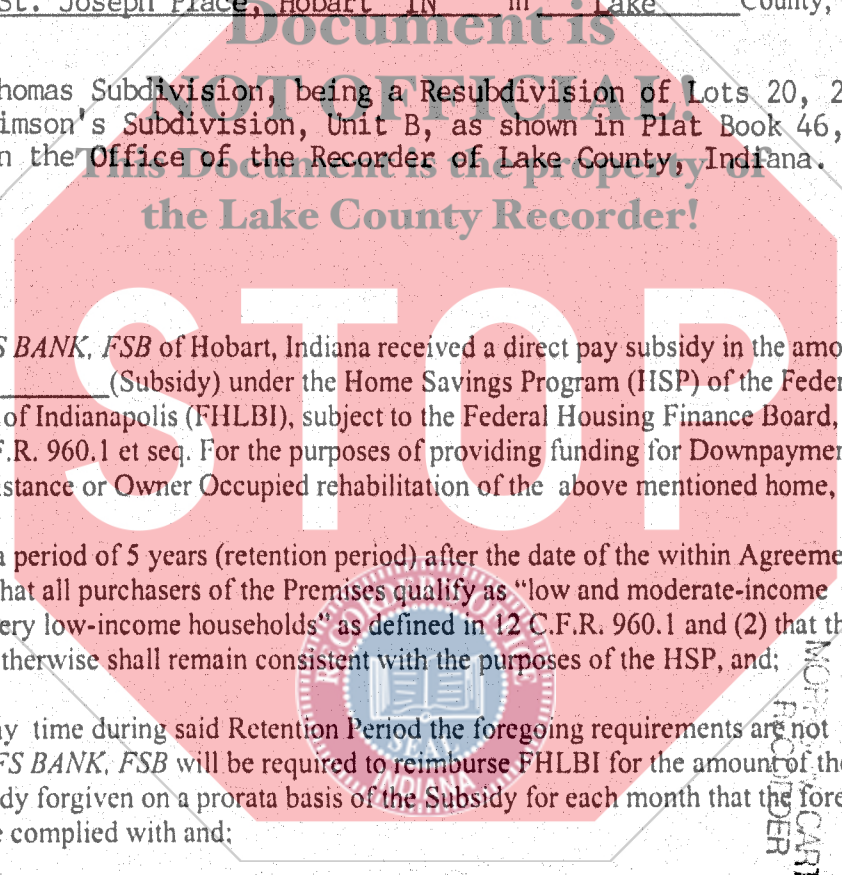 St. Joseph Place, Hobart IN in Lake County,
Document is
NOT OFFICIAL!
This Document is the property of
the Lake County Recorder!
homas Subdivision, being a Resubdivision of Lots 20, 2
imson's Subdivision, Unit B, as shown in Plat Book 46,
n the Office of the Recorder of Lake County, Indiana.
STOP
S BANK, FSB of Hobart, Indiana received a direct pay subsidy in the amo
(Subsidy) under the Home Savings Program (HSP) of the Feder
of Indianapolis (FHLBI), subject to the Federal Housing Finance Board,
F.R. 960.1 et seq. For the purposes of providing funding for Downpaymen
istance or Owner Occupied rehabilitation of the above mentioned home,
a period of 5 years (retention period) after the date of the within Agreeme
hat all purchasers of the Premises qualify as "low and moderate-income
ery low-income households" as defined in 12 C.F.R. 960.1 and (2) that th
therwise shall remain consistent with the purposes of the HSP, and;
y time during said Retention Period the foregoing requirements are not
FS BANK, FSB will be required to reimburse FHLBI for the amount of the
dy forgiven on a prorata basis of the Subsidy for each month that the fore
e complied with and;
SEAL
INDIANA
RECORDER